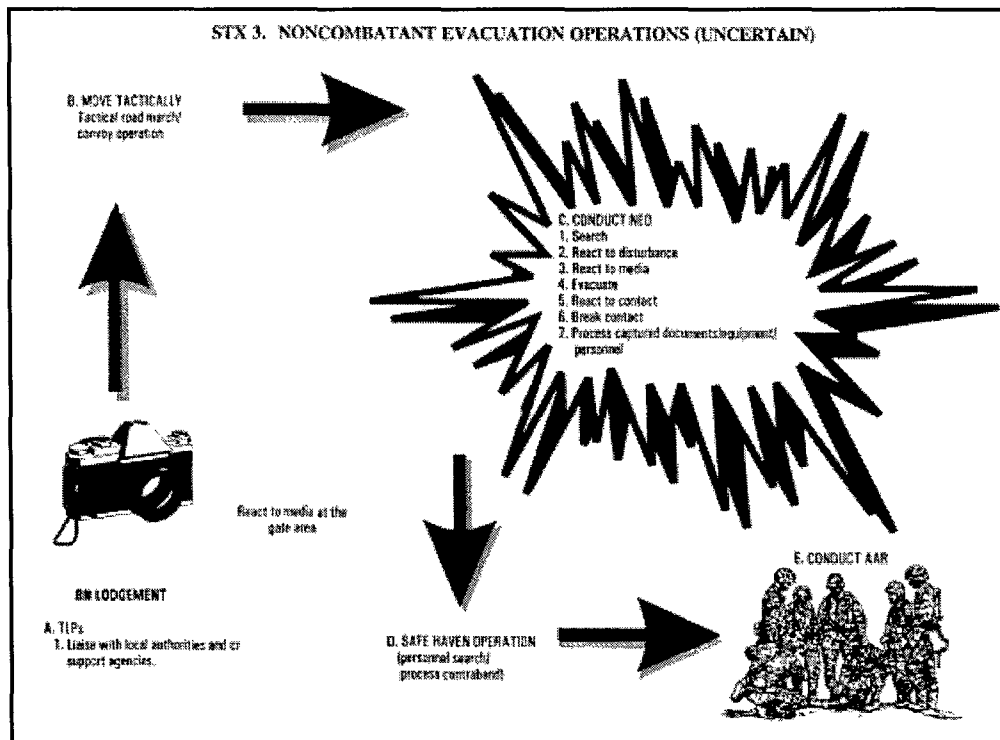 STX 3. NONCOMBATANT EVACUATION OPERATIONS (UNCERTAIN)
B. MOVE TACTICALLY
Tactical road march/
convoy operation
C. CONDUCT NEO
1. Search
2. React to disturbance
3. React to media
4. Evacuate
5. React to contact
6. Break contact
7. Process captured documents/equipment/
personnel
React to media at the
gate area
BN LODGEMENT
A. TLPs
1. Liaise with local authorities and or
support agencies.
D. SAFE HAVEN OPERATION
(personnel search/
process contraband)
E. CONDUCT AAR